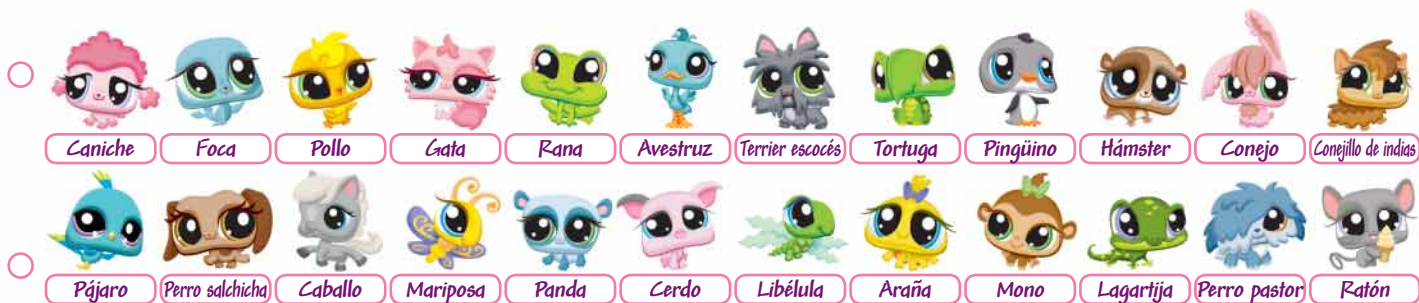 Caniche Foca Pollo Gata Rana Avestruz Terrier escocés Tortuga Pingüino Hámster Conejo Conejillo de indias
Pájaro Perro salchicha Caballo Mariposa Panda Cerdo Libélula Araña Mono Lagartija Perro pastor Ratón